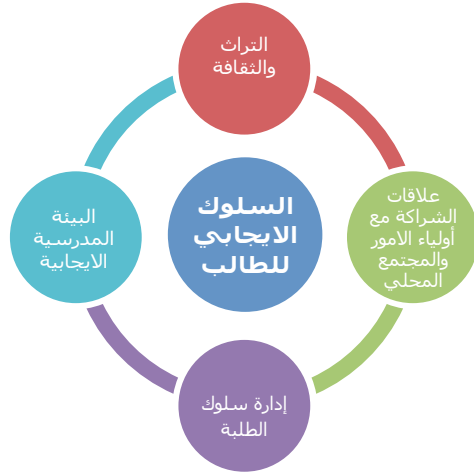 التراث
والثقافة
علاقات
الشراكة مع
أولياء الامور
والمجتمع
المحلي
السلوك
الايجابي
للطالب
البيئة
المدرسية
الايجابية
إدارة سلوك
الطلبة